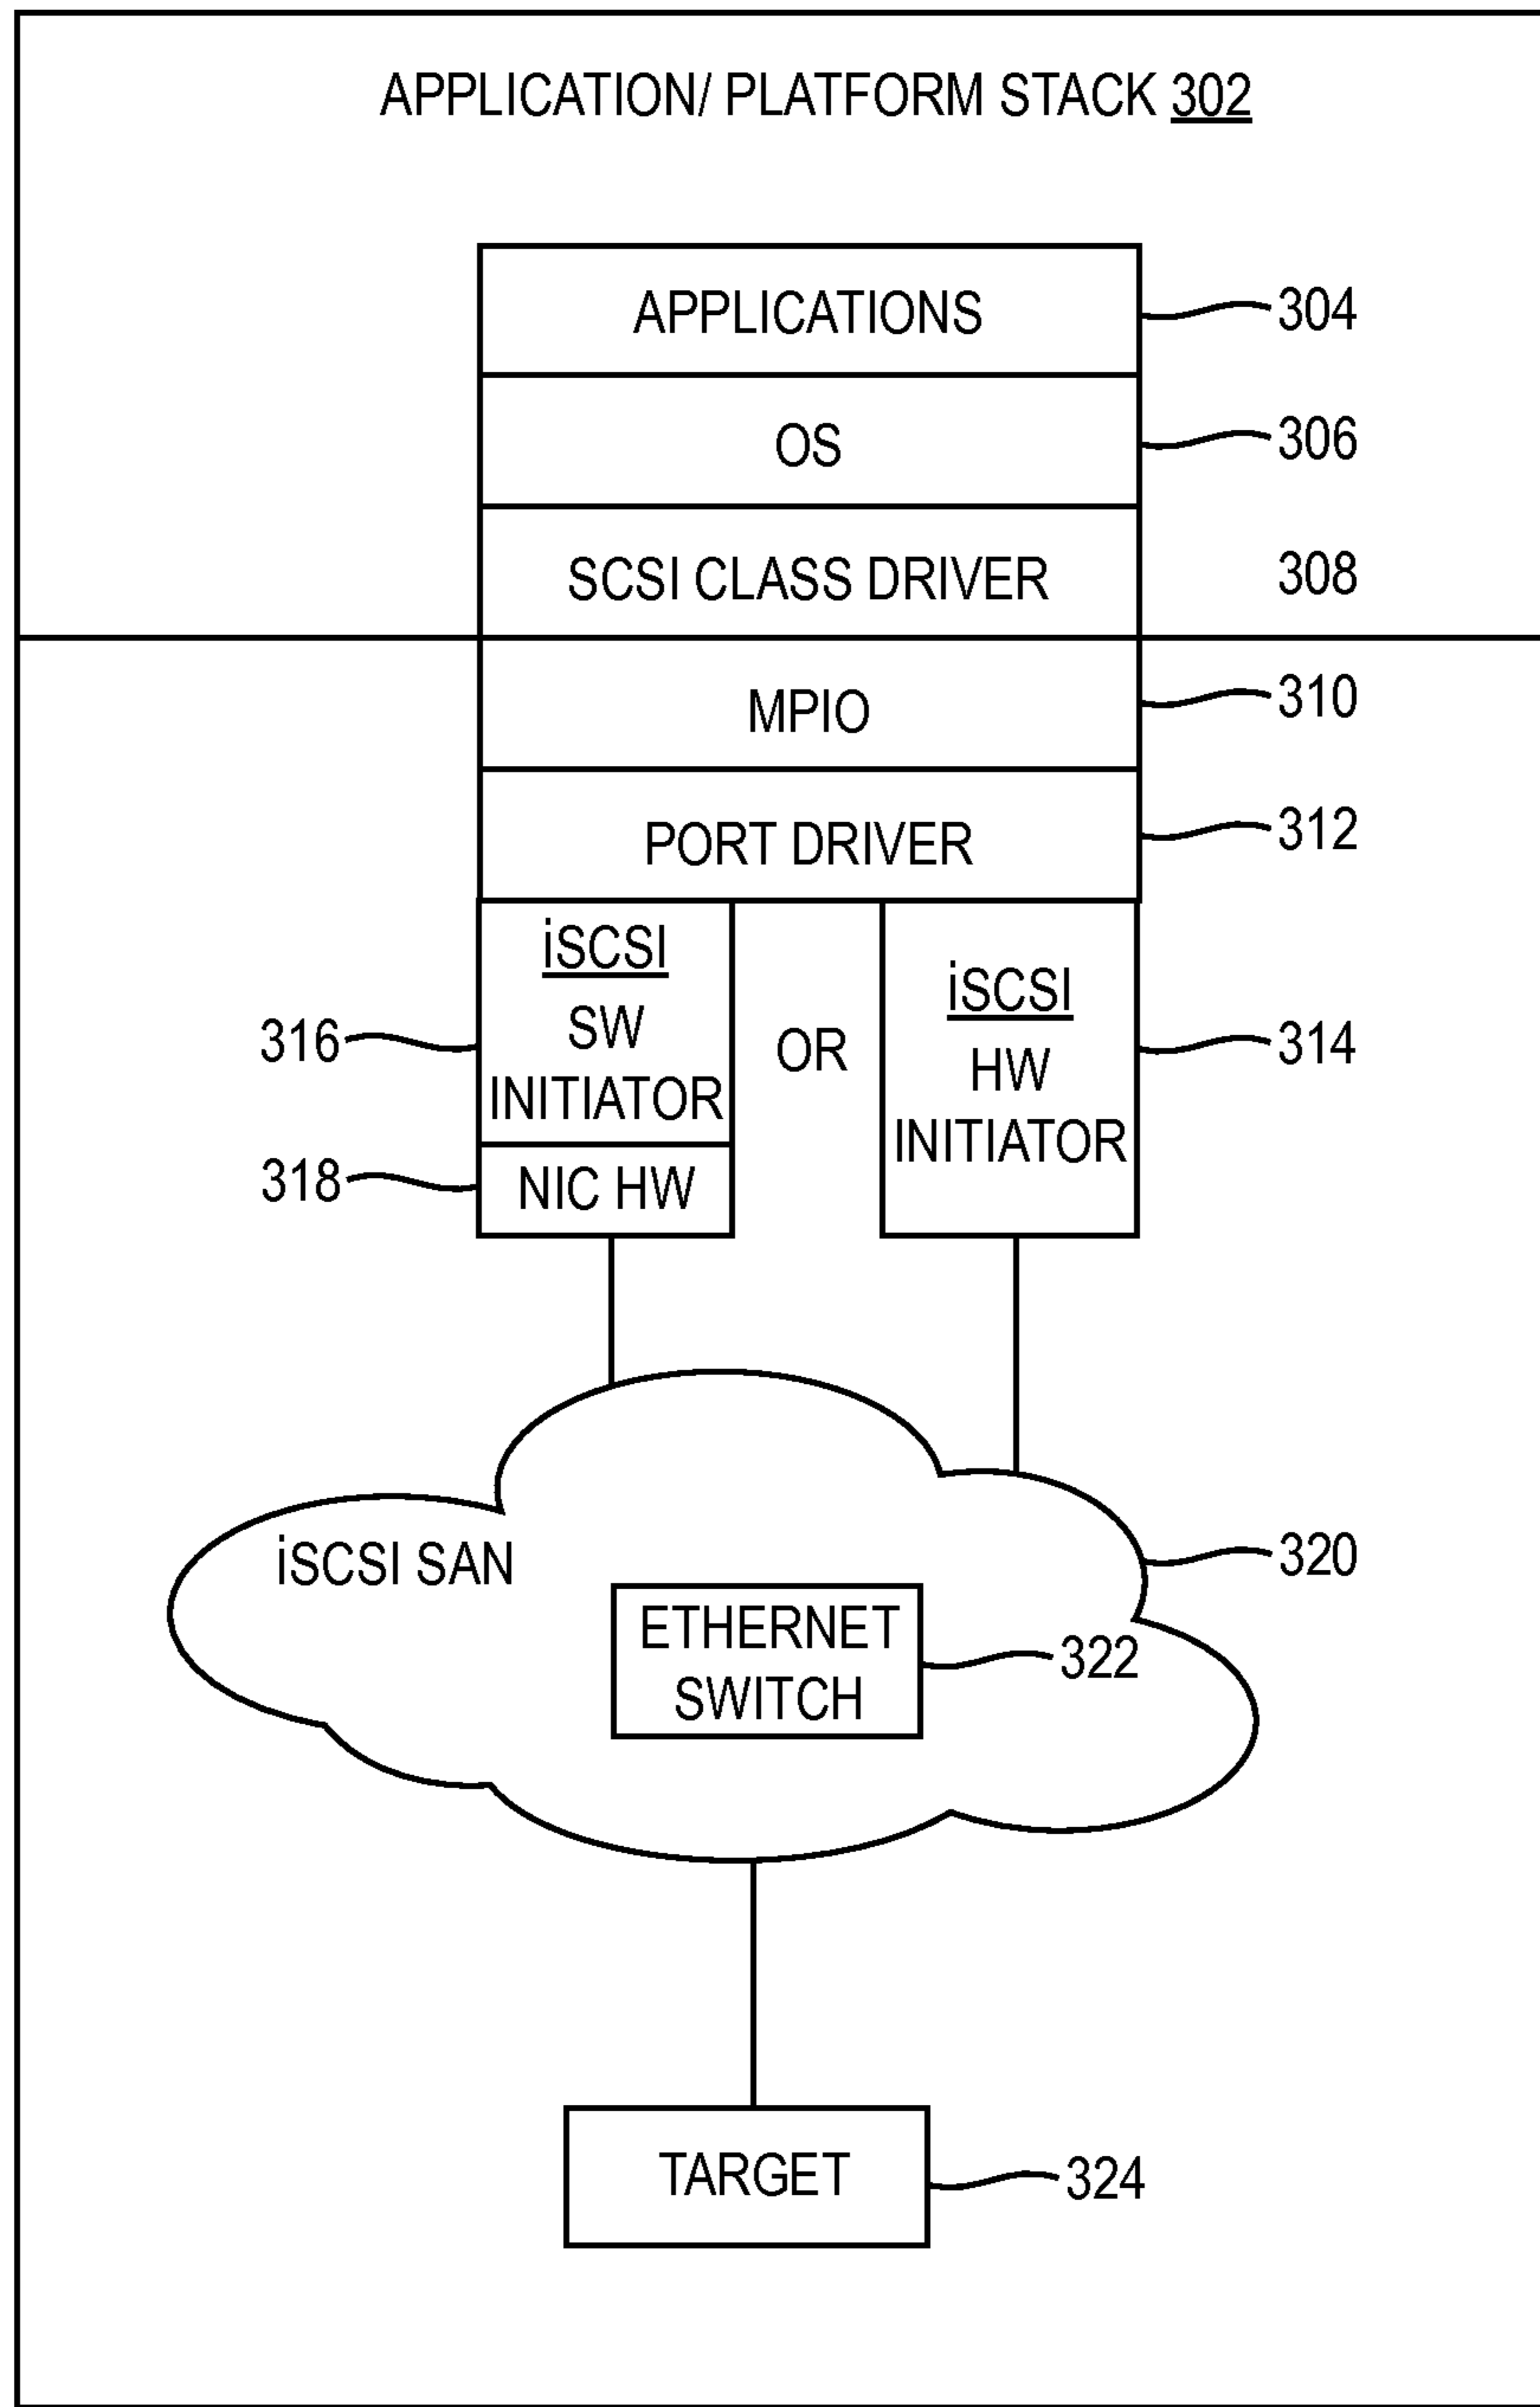 APPLICATION/ PLATFORM STACK 302
APPLICATIONS
304
OS
306
SCSI CLASS DRIVER
308
MPIO
310
PORT DRIVER
312
iSCSI
SW
INITIATOR
316
OR
iSCSI
HW
INITIATOR
314
318
NIC HW
iSCSI SAN
320
ETHERNET
SWITCH
322
TARGET
324